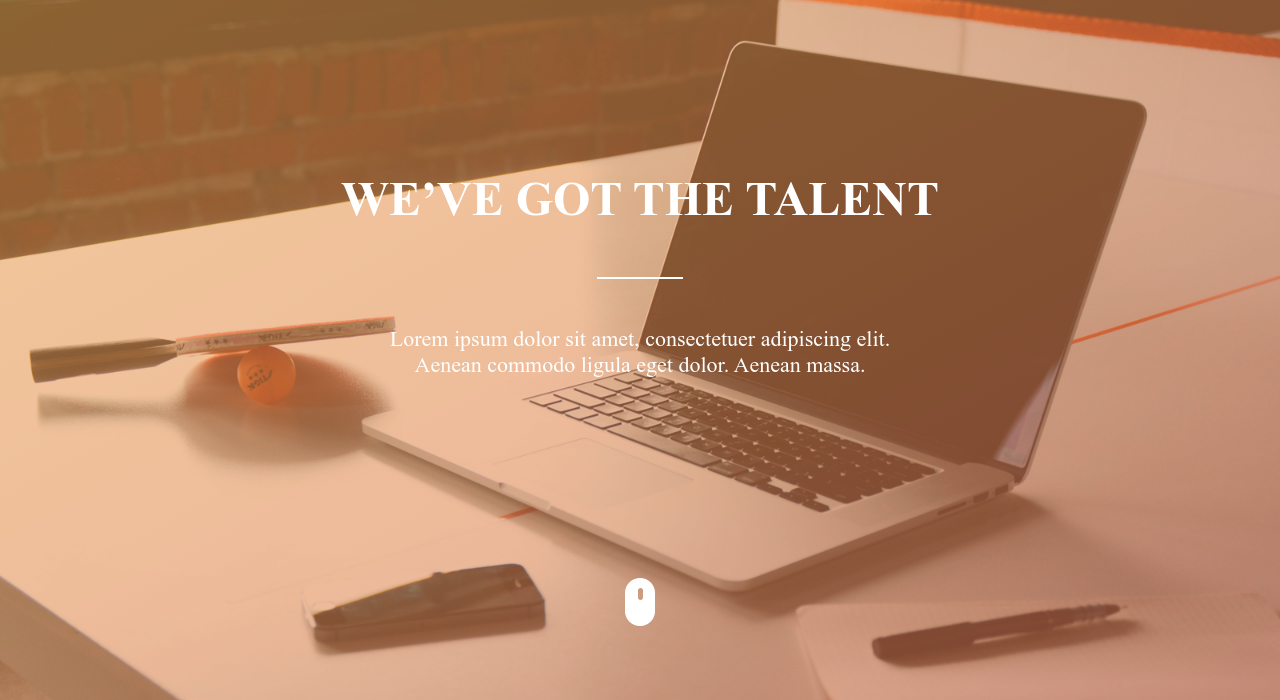 WE’VE GOT THE TALENT
Lorem ipsum dolor sit amet, consectetuer adipiscing elit.
Aenean commodo ligula eget dolor. Aenean massa.